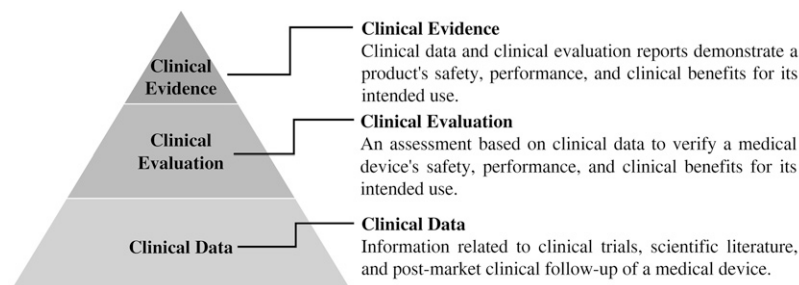 Clinical
Evidence
Clinical Evidence
Clinical data and clinical evaluation reports demonstrate a
product's safety, performance, and clinical benefits for its
intended use.
Clinical
Evaluation
Clinical Evaluation
An assessment based on clinical data to verify a medical
device's safety, performance, and clinical benefits for its
intended use.
Clinical Data
Clinical Data
Information related to clinical trials, scientific literature,
and post-market clinical follow-up of a medical device.